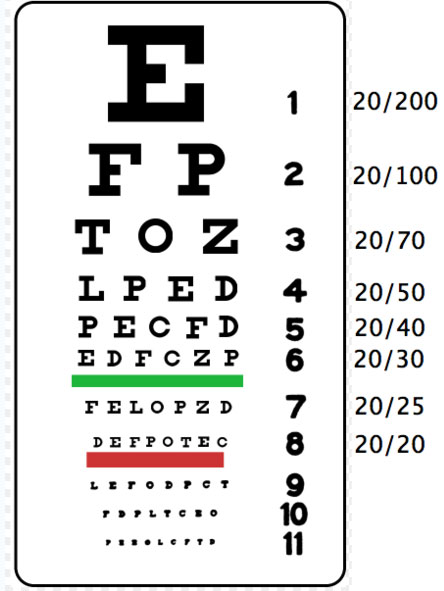 E 1 20/200
F P 2 20/100
T O Z 3 20/70
L P E D 4 20/50
P E C F D 5 20/40
E D F C Z P 6 20/30
F E L O P Z D 7 20/25
D E F P O T E C 8 20/20
L E F O D P C T 9
F D P L T C E O 10
P E Z O L C F T D 11